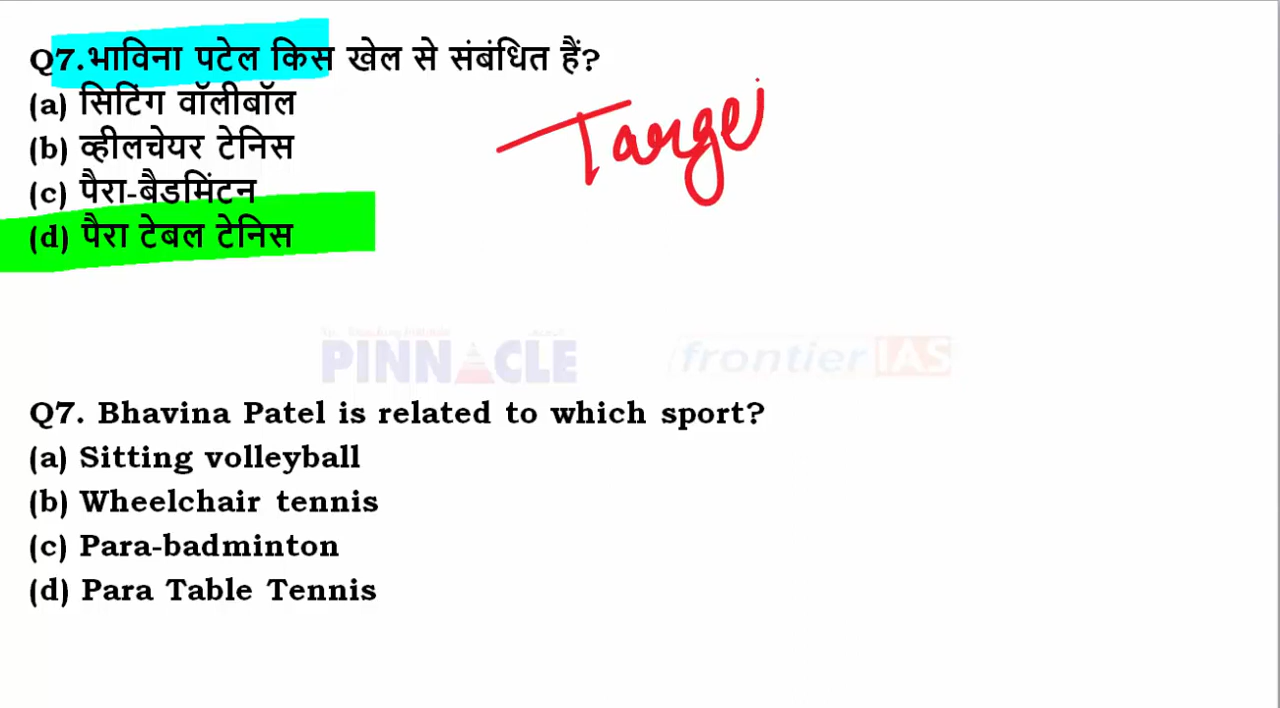 Q7.भाविना पटेल किस खेल से संबंधित हैं?
(a) सिटिंग वॉलीबॉल
(b) व्हीलचेयर टेनिस
(c) पैरा-बैडमिंटन
(d) पैरा टेबल टेनिस
Targe
PINNACLE
frontier IAS
Q7. Bhavina Patel is related to which sport?
(a) Sitting volleyball
(b) Wheelchair tennis
(c) Para-badminton
(d) Para Table Tennis